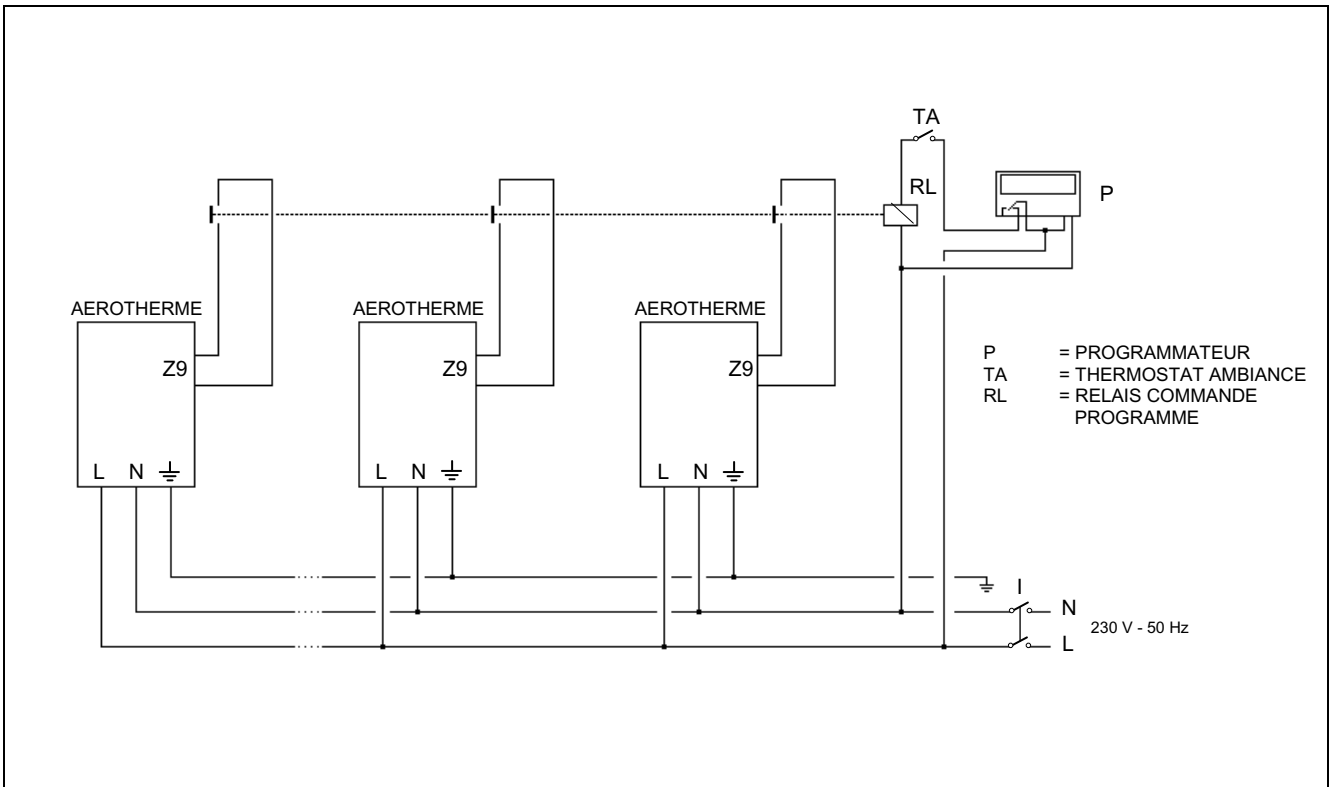 TA
RL
P
AEROTHERME
AEROTHERME
AEROTHERME
Z9
Z9
Z9
P = PROGRAMMATEUR
TA = THERMOSTAT AMBIANCE
RL = RELAIS COMMANDE
PROGRAMME
L N
L N
L N
I
N
230 V - 50 Hz
L